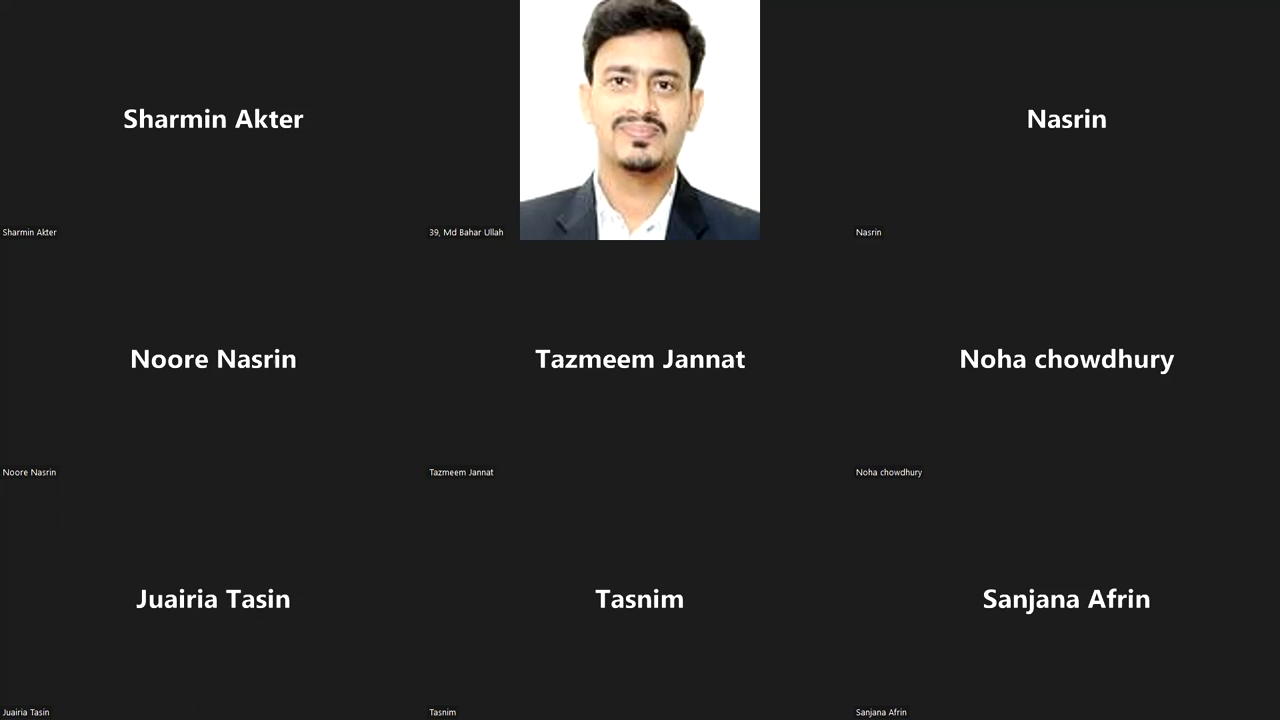 Sharmin Akter
Nasrin
Sharmin Akter
39, Md Bahar Ullah
Nasrin
Noore Nasrin
Tazmeem Jannat
Noha chowdhury
Noore Nasrin
Tazmeem Jannat
Noha chowdhury
Juairia Tasin
Tasnim
Sanjana Afrin
Juairia Tasin
Tasnim
Sanjana Afrin